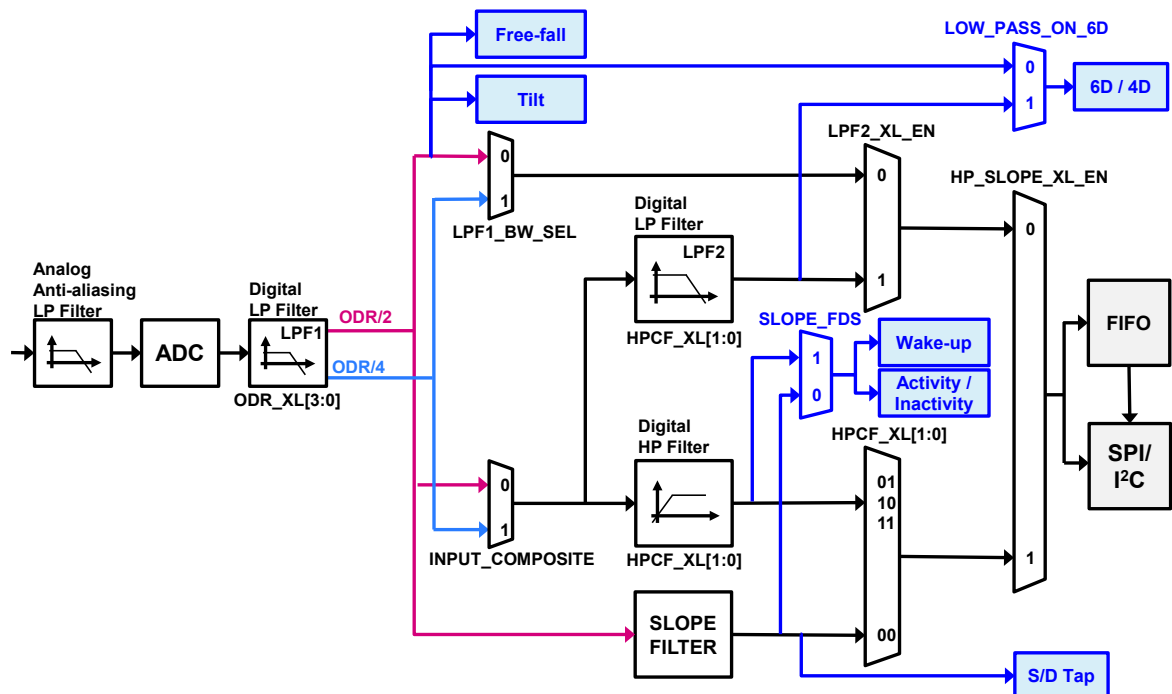 Free-fall
LOW_PASS_ON_6D
0
6D / 4D
1
Tilt
LPF2_XL_EN
0
1
LPF1_BW_SEL
0
HP_SLOPE_XL_EN
0
Digital
LP Filter
LPF2
HPCF_XL[1:0]
1
Analog
Anti-aliasing
LP Filter
ADC
Digital
LP Filter
LPF1
ODR_XL[3:0]
ODR/2
ODR/4
SLOPE_FDS
1
0
Wake-up
Activity /
Inactivity
FIFO
SPI/
I²C
Digital
HP Filter
HPCF_XL[1:0]
HPCF_XL[1:0]
01
10
11
00
0
1
INPUT_COMPOSITE
1
SLOPE
FILTER
S/D Tap